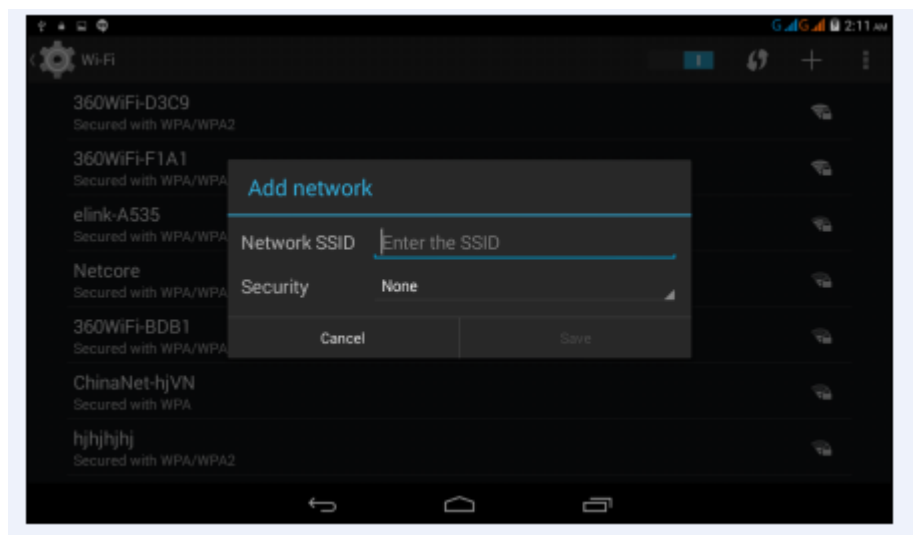 G G 2:11 AM
Wi-Fi
I
360WiFi-D3C9
Secured with WPA/WPA2
360WiFi-F1A1
Secured with WPA/WPA
elink-A535
Secured with WPA/WPA
Netcore
Secured with WPA/WPA
360WiFi-BDB1
Secured with WPA/WPA
ChinaNet-hjVN
Secured with WPA
hjhjhjhj
Secured with WPA/WPA2
Add network
Network SSID Enter the SSID
Security None
Cancel Save